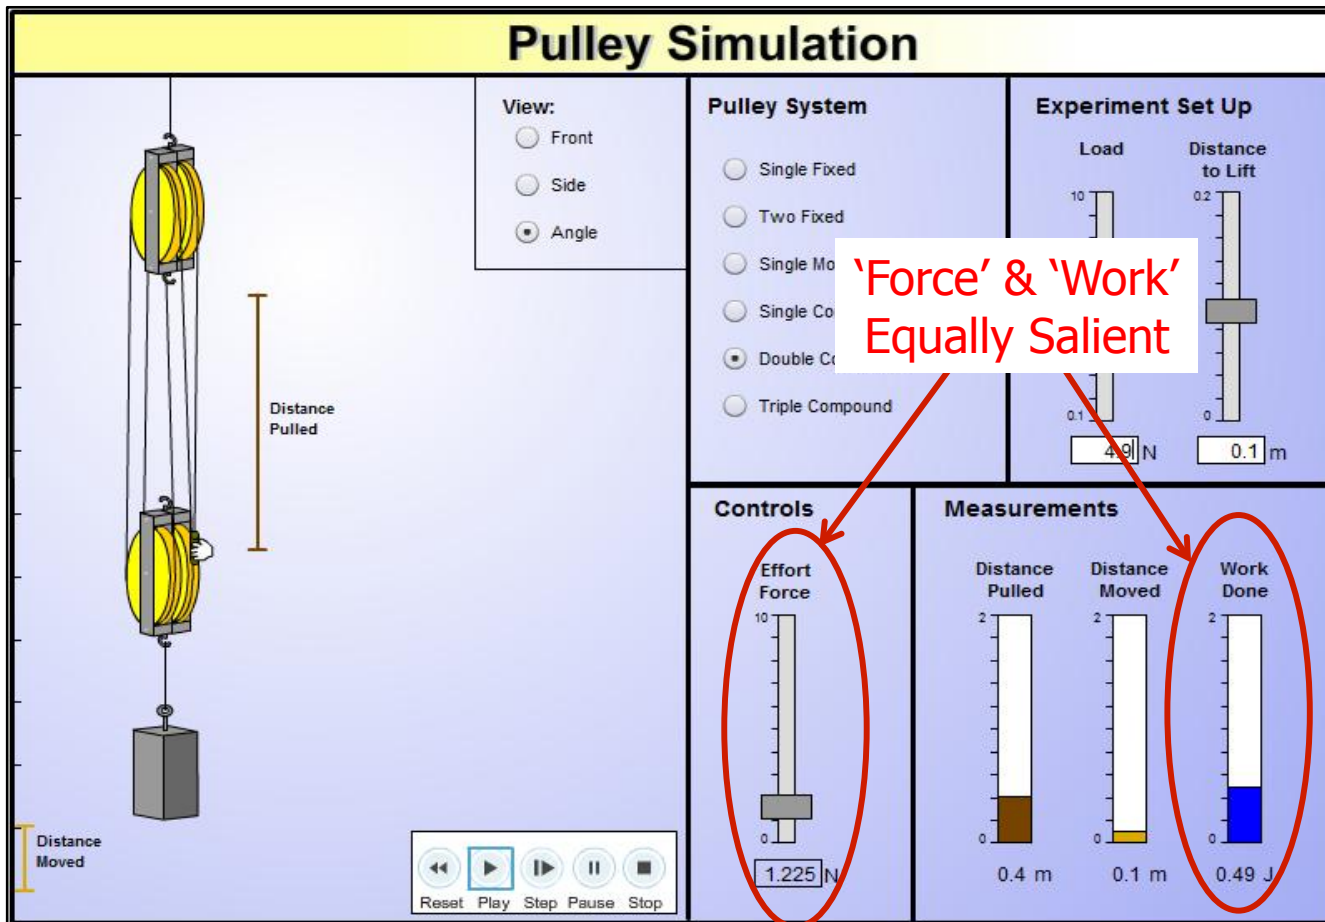 Pulley Simulation
View:
Front
Side
Angle
Distance
Pulled
Distance
Moved
Reset Play Step Pause Stop
Pulley System
Single Fixed
Two Fixed
Single Mo
Single Co
Double Co
Triple Compound
Experiment Set Up
Load
10
0.1
4.9 N
Distance
to Lift
0.2
0
0.1 m
‘Force’ & ‘Work’
Equally Salient
Controls
Effort
Force
10
0
1.225 N
Measurements
Distance
Pulled
2
0
0.4 m
Distance
Moved
2
0
0.1 m
Work
Done
2
0
0.49 J